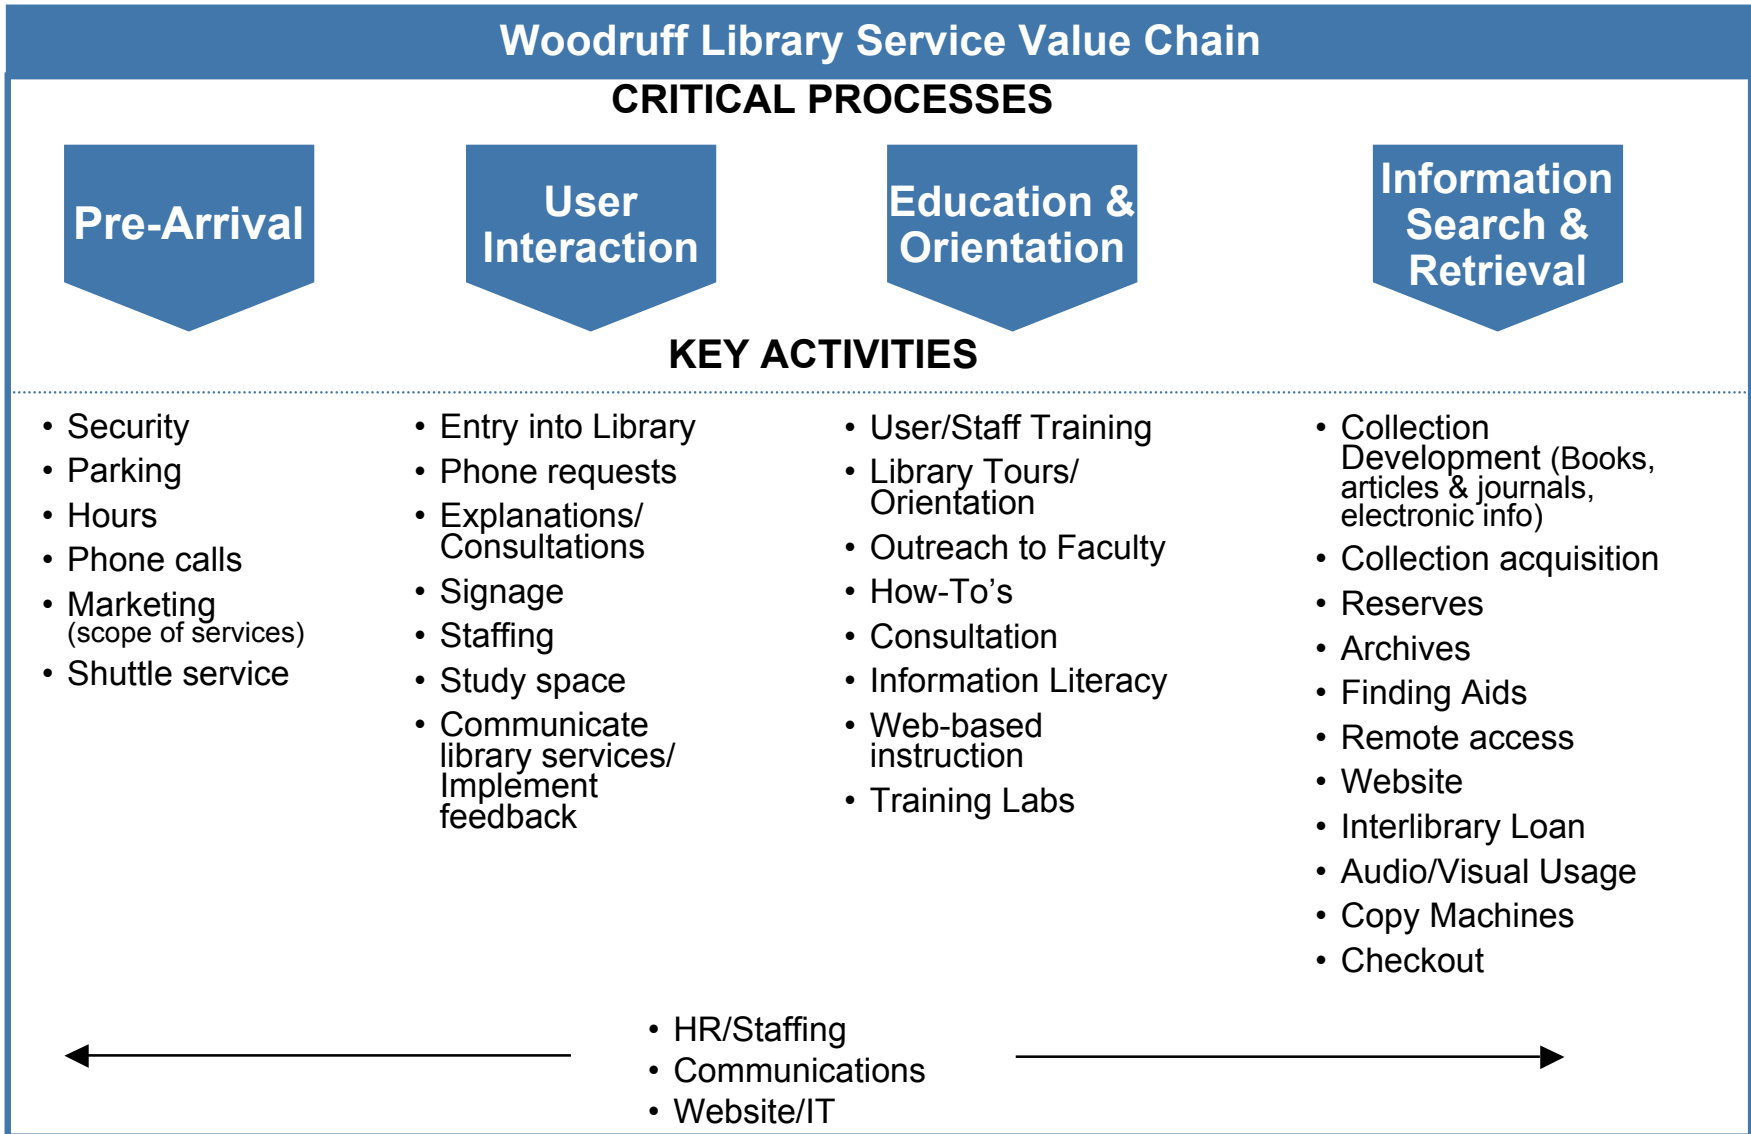 Woodruff Library Service Value Chain
CRITICAL PROCESSES
Pre-Arrival
User
Interaction
Education &
Orientation
Information
Search &
Retrieval
KEY ACTIVITIES
• Security
• Parking
• Hours
• Phone calls
• Marketing
(scope of services)
• Shuttle service
• Entry into Library
• Phone requests
• Explanations/
Consultations
• Signage
• Staffing
• Study space
• Communicate
library services/
Implement
feedback
• User/Staff Training
• Library Tours/
Orientation
• Outreach to Faculty
• How-To’s
• Consultation
• Information Literacy
• Web-based
instruction
• Training Labs
• Collection
Development (Books,
articles & journals,
electronic info)
• Collection acquisition
• Reserves
• Archives
• Finding Aids
• Remote access
• Website
• Interlibrary Loan
• Audio/Visual Usage
• Copy Machines
• Checkout
• HR/Staffing
• Communications
• Website/IT